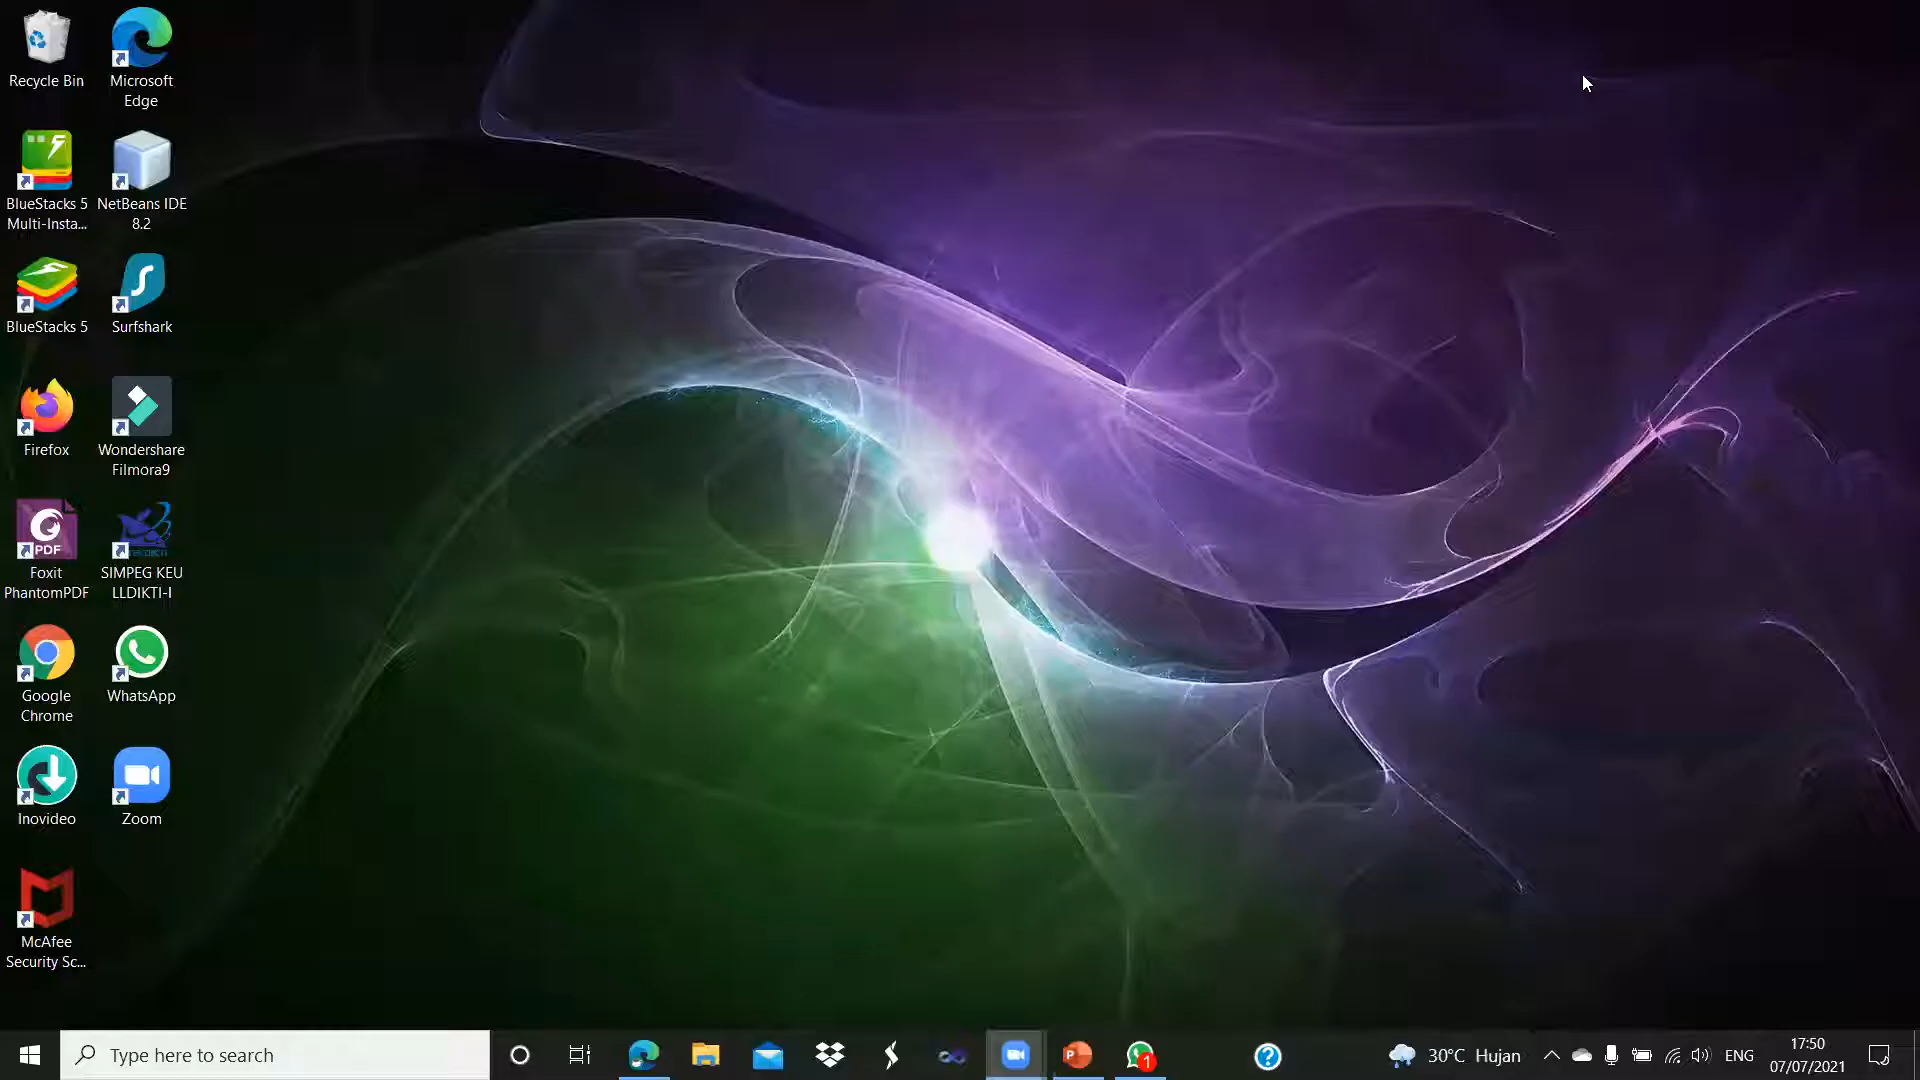 Recycle Bin
Microsoft
Edge
BlueStacks 5
Multi-Insta...
NetBeans IDE
8.2
BlueStacks 5
Surfshark
Firefox
Wondershare
Filmora9
PDF
Foxit
PhantomPDF
SIMPEG KEU
LLDIKTI-I
Google
Chrome
WhatsApp
Inovideo
Zoom
McAfee
Security Sc...
Type here to search
1
30°C Hujan
ENG
17:50
07/07/2021